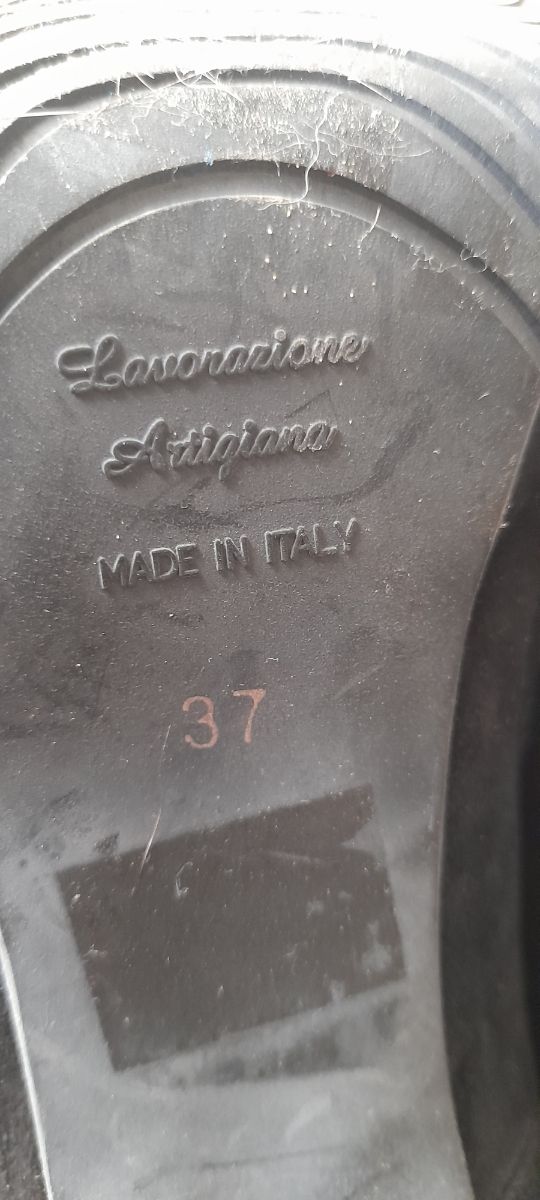 Lavorazione
Artigiana
MADE IN ITALY
37